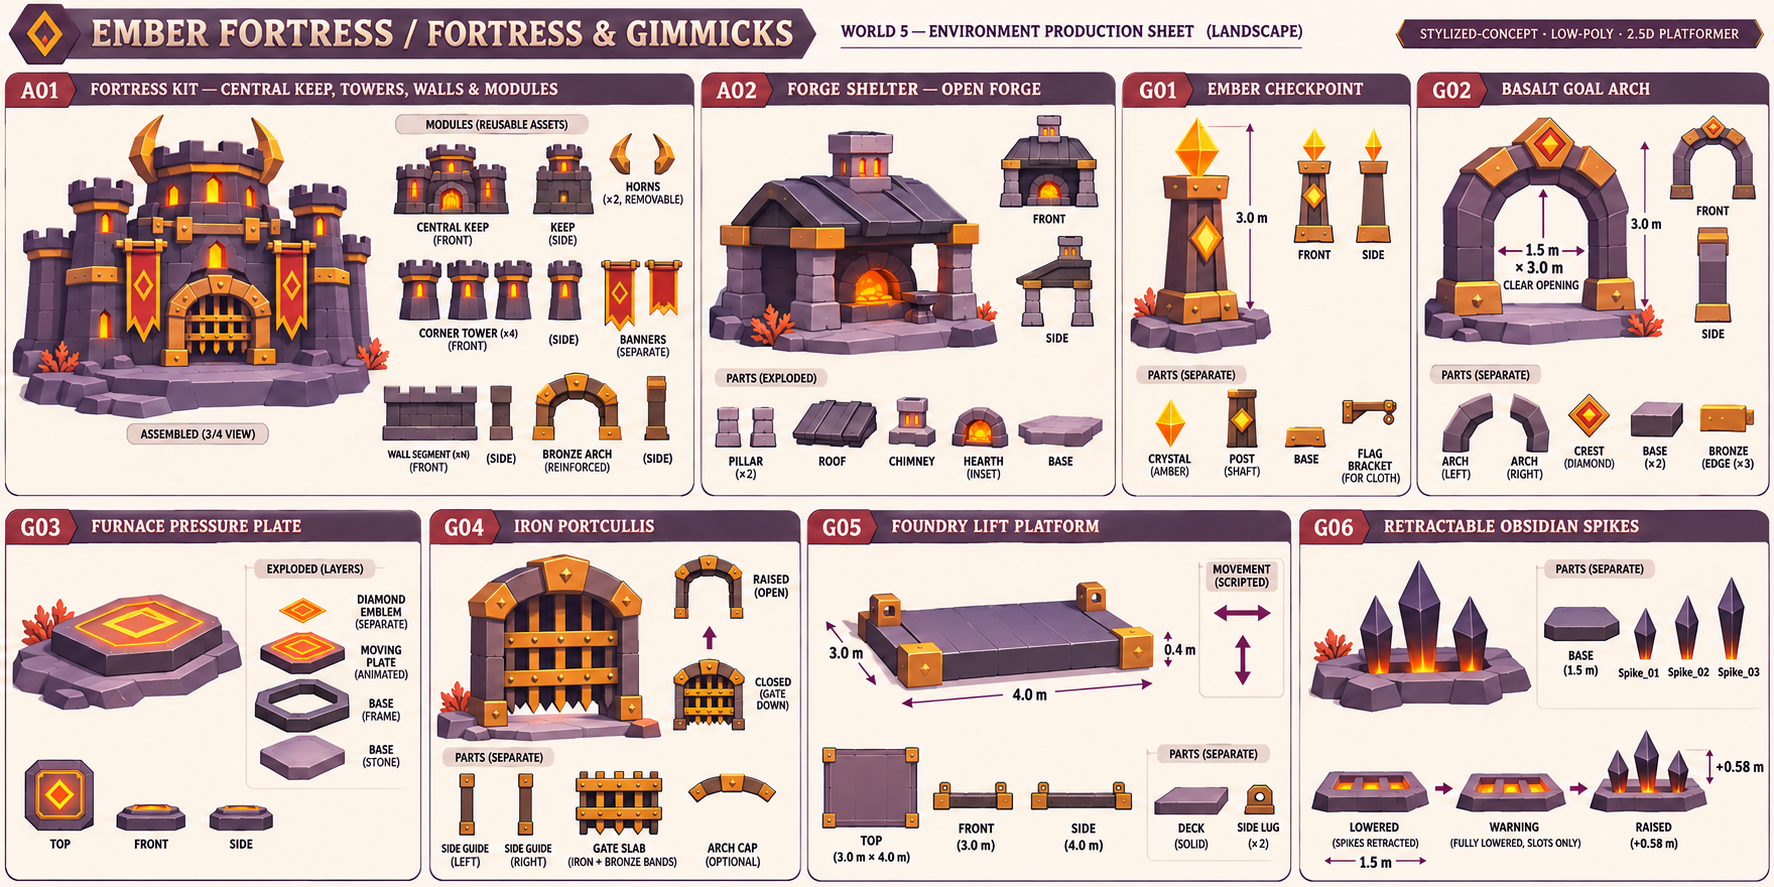 EMBER FORTRESS / FORTRESS & GIMMICKS
WORLD 5 — ENVIRONMENT PRODUCTION SHEET (LANDSCAPE)
STYLIZED-CONCEPT · LOW-POLY · 2.5D PLATFORMER
A01 FORTRESS KIT — CENTRAL KEEP, TOWERS, WALLS & MODULES
MODULES (REUSABLE ASSETS)
CENTRAL KEEP
(FRONT)
KEEP
(SIDE)
HORNS
(×2, REMOVABLE)
CORNER TOWER (×4)
(FRONT)
(SIDE)
BANNERS
(SEPARATE)
WALL SEGMENT (xN)
(FRONT)
(SIDE)
BRONZE ARCH
(REINFORCED)
(SIDE)
ASSEMBLED (3/4 VIEW)
A02 FORGE SHELTER — OPEN FORGE
FRONT
SIDE
PARTS (EXPLODED)
PILLAR
(×2)
ROOF
CHIMNEY
HEARTH
(INSET)
BASE
G01 EMBER CHECKPOINT
3.0 m
FRONT
SIDE
PARTS (SEPARATE)
CRYSTAL
(AMBER)
POST
(SHAFT)
BASE
FLAG
BRACKET
(FOR CLOTH)
G02 BASALT GOAL ARCH
1.5 m
× 3.0 m
CLEAR OPENING
3.0 m
FRONT
SIDE
PARTS (SEPARATE)
ARCH
(LEFT)
ARCH
(RIGHT)
CREST
(DIAMOND)
BASE
(×2)
BRONZE
(EDGE (×3)
G03 FURNACE PRESSURE PLATE
EXPLODED (LAYERS)
DIAMOND
EMBLEM
(SEPARATE)
MOVING
PLATE
(ANIMATED)
BASE
(FRAME)
BASE
(STONE)
TOP
FRONT
SIDE
G04 IRON PORTCULLIS
RAISED
(OPEN)
CLOSED
(GATE
DOWN)
PARTS (SEPARATE)
SIDE GUIDE
(LEFT)
SIDE GUIDE
(RIGHT)
GATE SLAB
(IRON + BRONZE BANDS)
ARCH CAP
(OPTIONAL)
G05 FOUNDRY LIFT PLATFORM
MOVEMENT
(SCRIPTED)
3.0 m
4.0 m
0.4 m
TOP
(3.0 m × 4.0 m)
FRONT
(3.0 m)
SIDE
(4.0 m)
PARTS (SEPARATE)
DECK
(SOLID)
SIDE LUG
(×2)
G06 RETRACTABLE OBSIDIAN SPIKES
PARTS (SEPARATE)
BASE
(1.5 m)
Spike_01
Spike_02
Spike_03
+0.58 m
LOWERED
(SPIKES RETRACTED)
1.5 m
WARNING
(FULLY LOWERED, SLOTS ONLY)
RAISED
(+0.58 m)